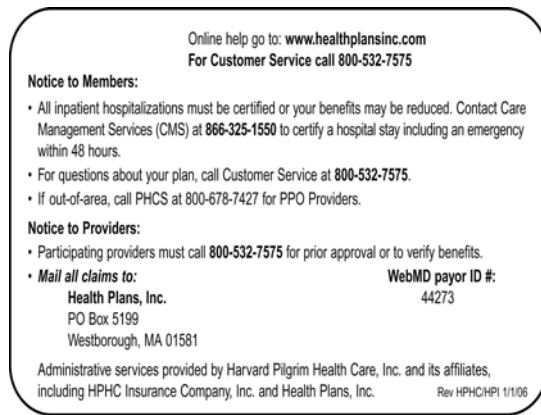 Online help go to: www.healthplansinc.com
For Customer Service call 800-532-7575
Notice to Members:
• All inpatient hospitalizations must be certified or your benefits may be reduced. Contact Care
Management Services (CMS) at 866-325-1550 to certify a hospital stay including an emergency
within 48 hours.
• For questions about your plan, call Customer Service at 800-532-7575.
• If out-of-area, call PHCS at 800-678-7427 for PPO Providers.
Notice to Providers:
• Participating providers must call 800-532-7575 for prior approval or to verify benefits.
• Mail all claims to: WebMD payor ID #:
Health Plans, Inc. 44273
PO Box 5199
Westborough, MA 01581
Administrative services provided by Harvard Pilgrim Health Care, Inc. and its affiliates,
including HPHC Insurance Company, Inc. and Health Plans, Inc. Rev HPHC/HPI 1/1/06